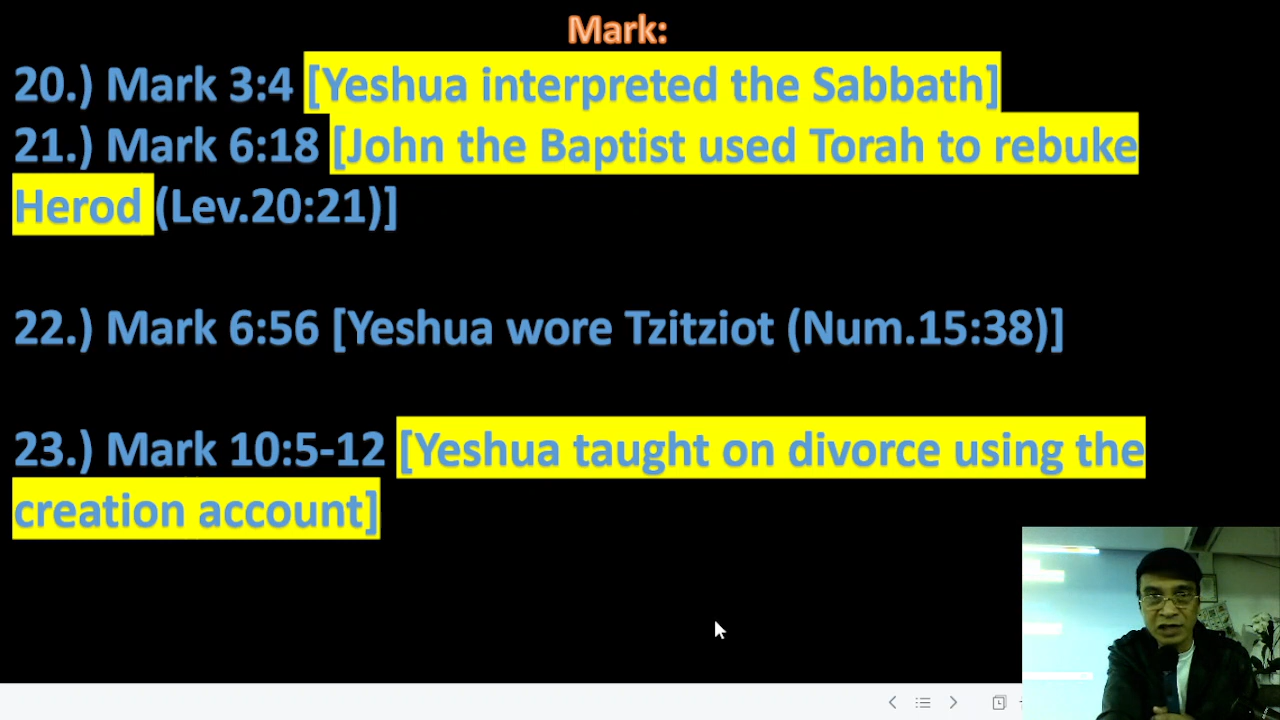 Mark:
20.) Mark 3:4 [Yeshua interpreted the Sabbath]
21.) Mark 6:18 [John the Baptist used Torah to rebuke
Herod (Lev.20:21)]
22.) Mark 6:56 [Yeshua wore Tzitziot (Num.15:38)]
23.) Mark 10:5-12 [Yeshua taught on divorce using the
creation account]